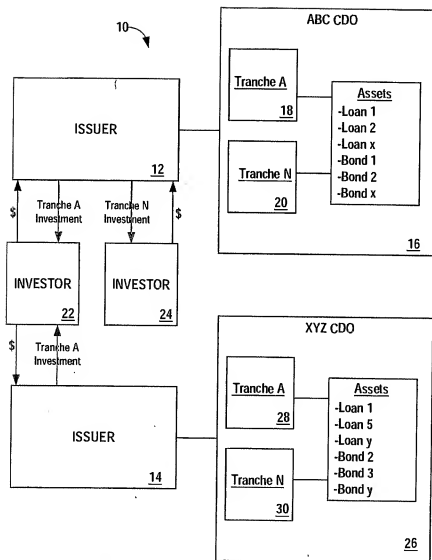 10
ABC CDO
Tranche A
18
Tranche N
20
Assets
-Loan 1
-Loan 2
-Loan x
-Bond 1
-Bond 2
-Bond x
16
ISSUER
12
$
Tranche A
Investment
Tranche N
Investment
$
INVESTOR
22
INVESTOR
24
$
Tranche A
Investment
ISSUER
14
XYZ CDO
Tranche A
28
Tranche N
30
Assets
-Loan 1
-Loan 5
-Loan y
-Bond 2
-Bond 3
-Bond y
26